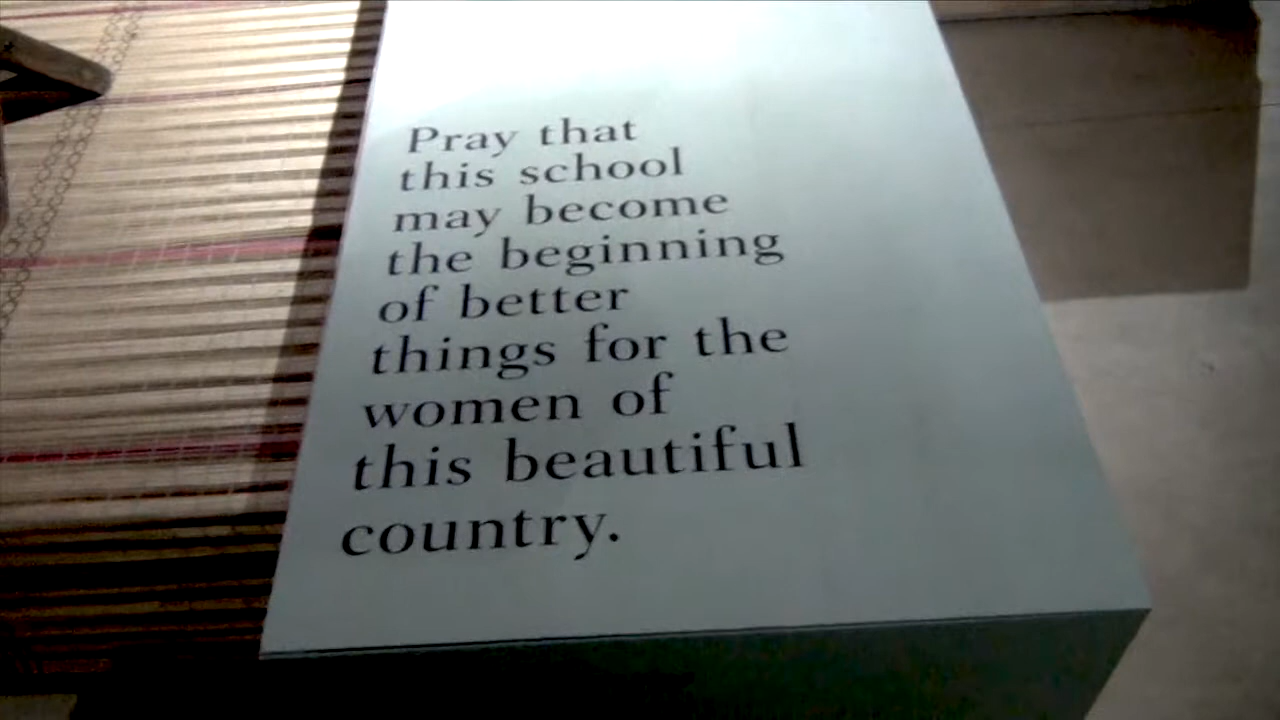 Pray that
this school
may become
the beginning
of better
things for the
women of
this beautiful
country.